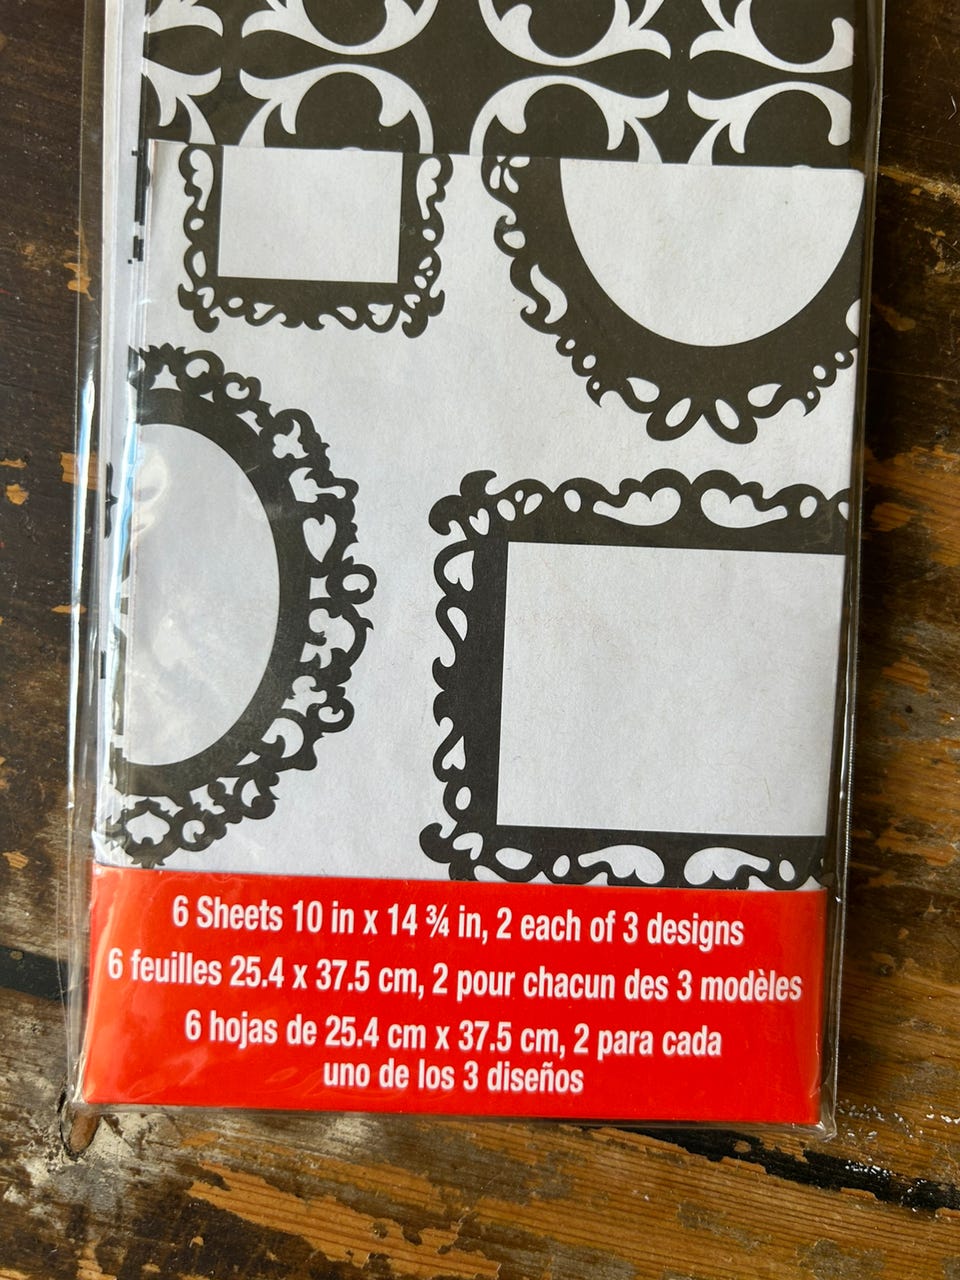 6 Sheets 10 in x 14 ¾ in, 2 each of 3 designs
6 feuilles 25.4 x 37.5 cm, 2 pour chacun des 3 modèles
6 hojas de 25.4 cm x 37.5 cm, 2 para cada
uno de los 3 diseños